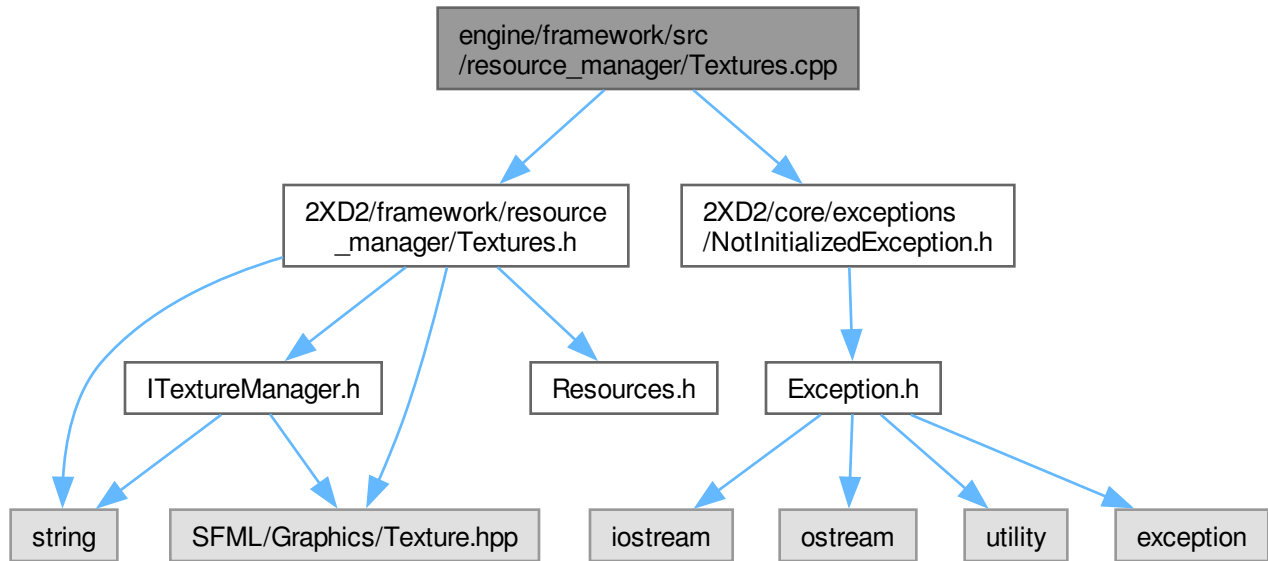 engine/framework/src
/resource_manager/Textures.cpp
2XD2/framework/resource
_manager/Textures.h
2XD2/core/exceptions
/NotInitializedException.h
ITextureManager.h
Resources.h
Exception.h
string
SFML/Graphics/Texture.hpp
iostream
ostream
utility
exception